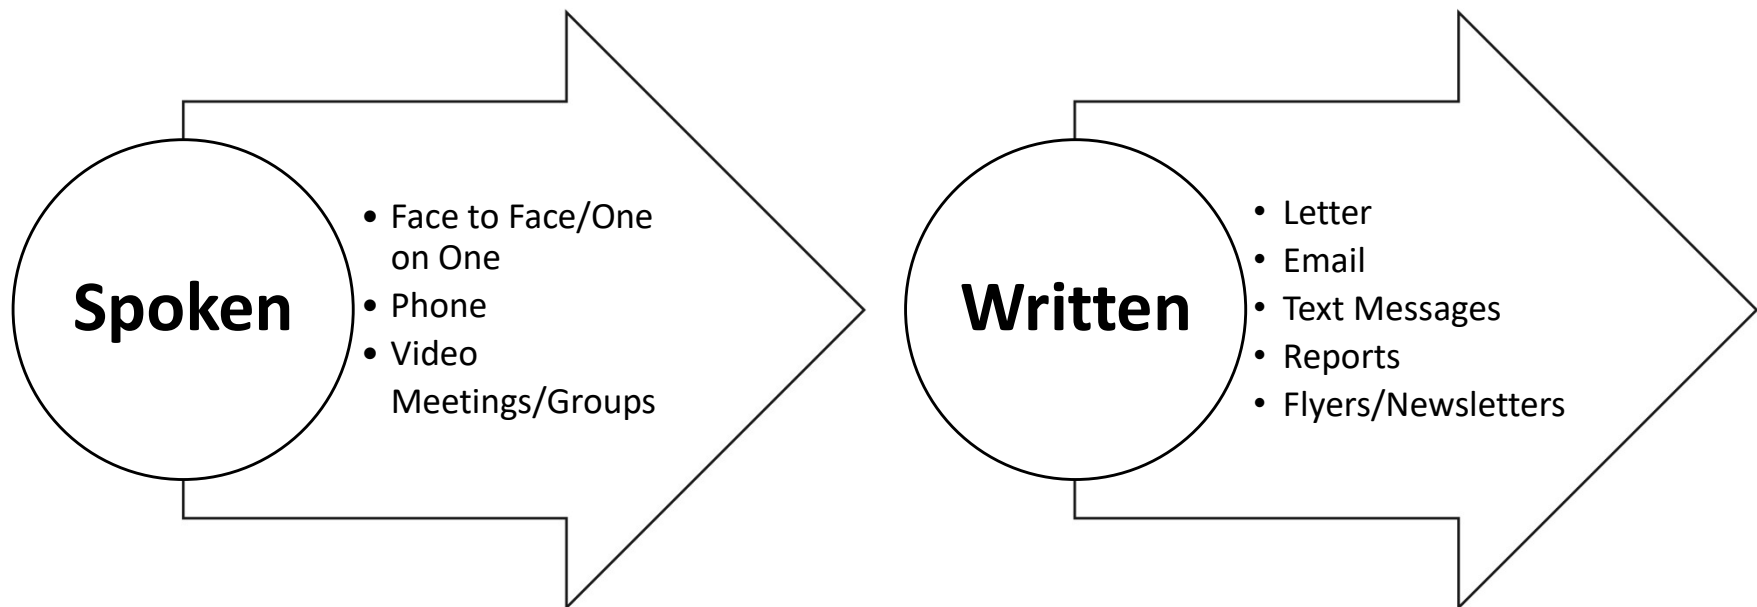 Spoken
• Face to Face/One
on One
• Phone
• Video
Meetings/Groups
Written
• Letter
• Email
• Text Messages
• Reports
• Flyers/Newsletters